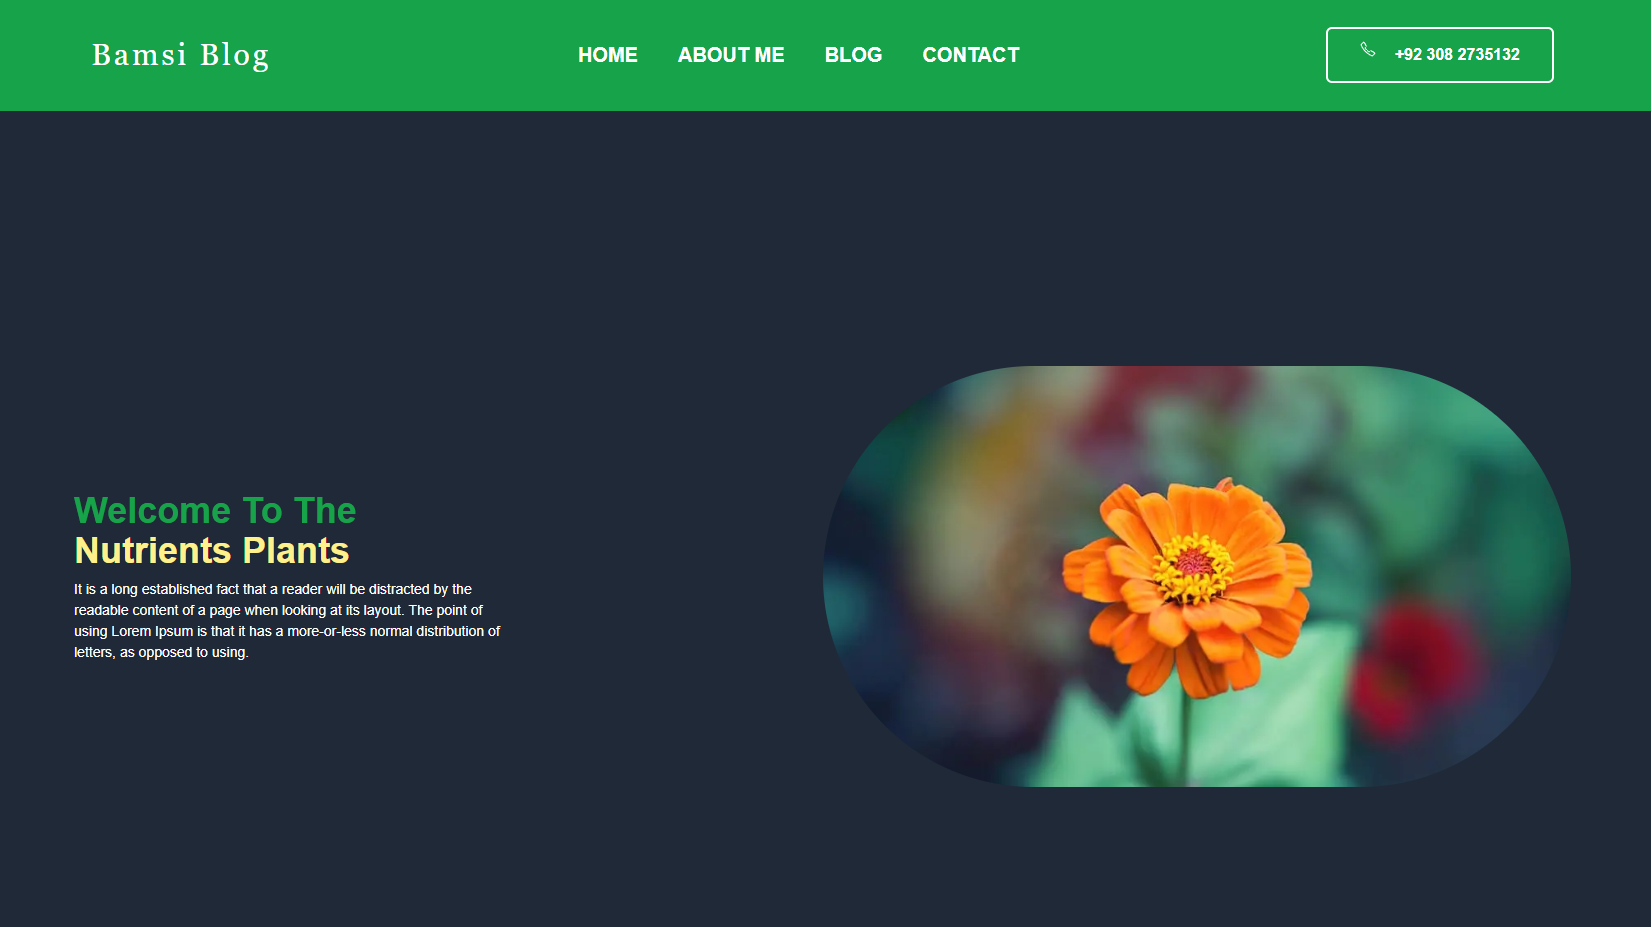 Bamsi Blog
HOME ABOUT ME BLOG CONTACT
+92 308 2735132
Welcome To The
Nutrients Plants
It is a long established fact that a reader will be distracted by the
readable content of a page when looking at its layout. The point of
using Lorem Ipsum is that it has a more-or-less normal distribution of
letters, as opposed to using.